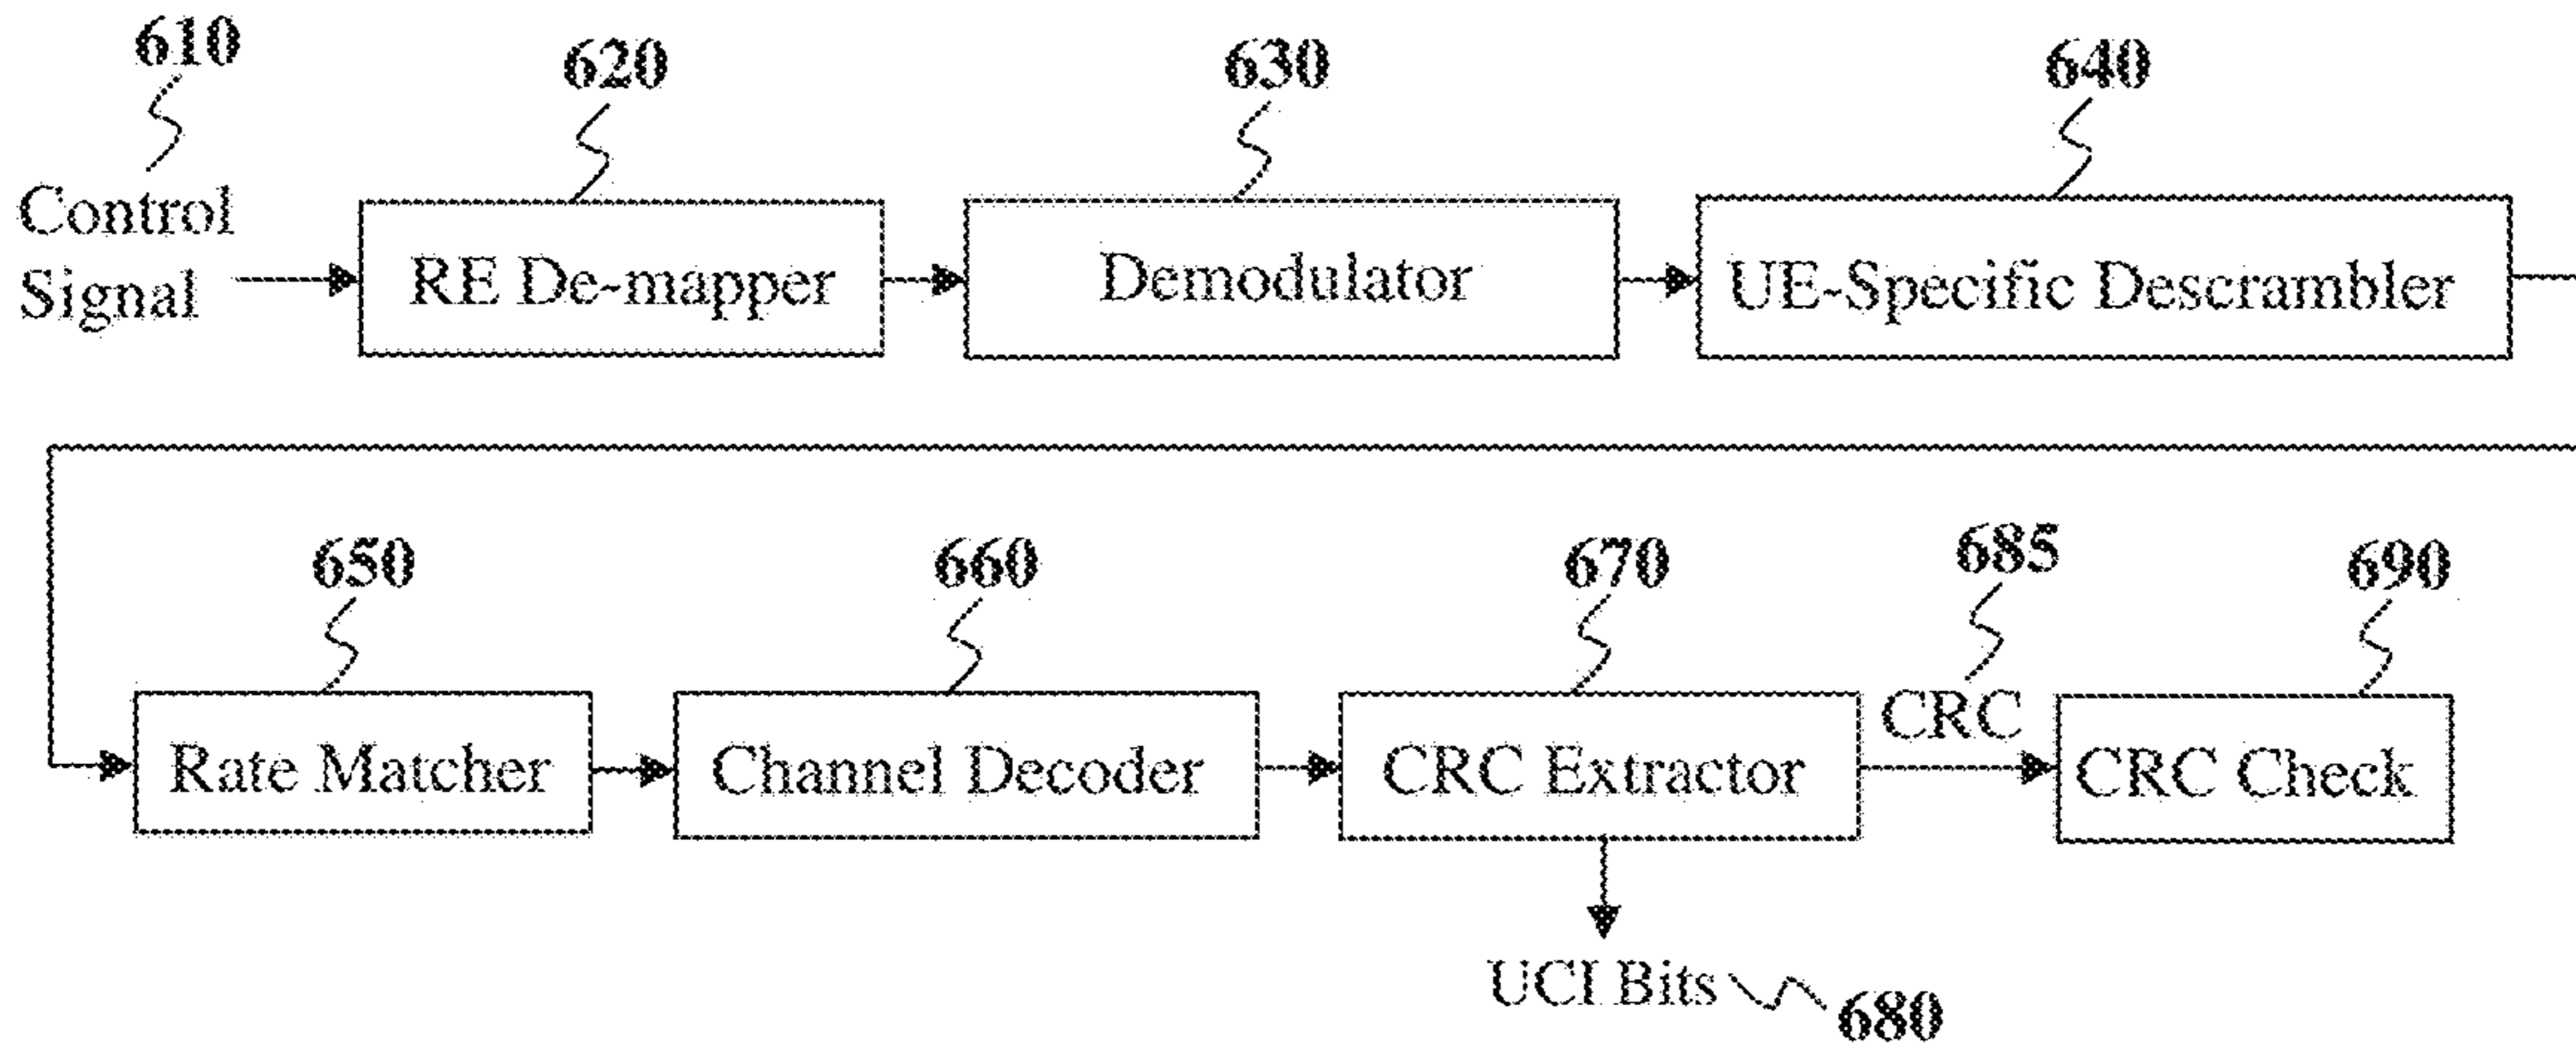 610
620
630
640
Control
Signal
RE De-mapper
Demodulator
UE-Specific Descrambler
650
660
670
685
690
CRC
Rate Matcher
Channel Decoder
CRC Extractor
CRC Check
UCI Bits
680